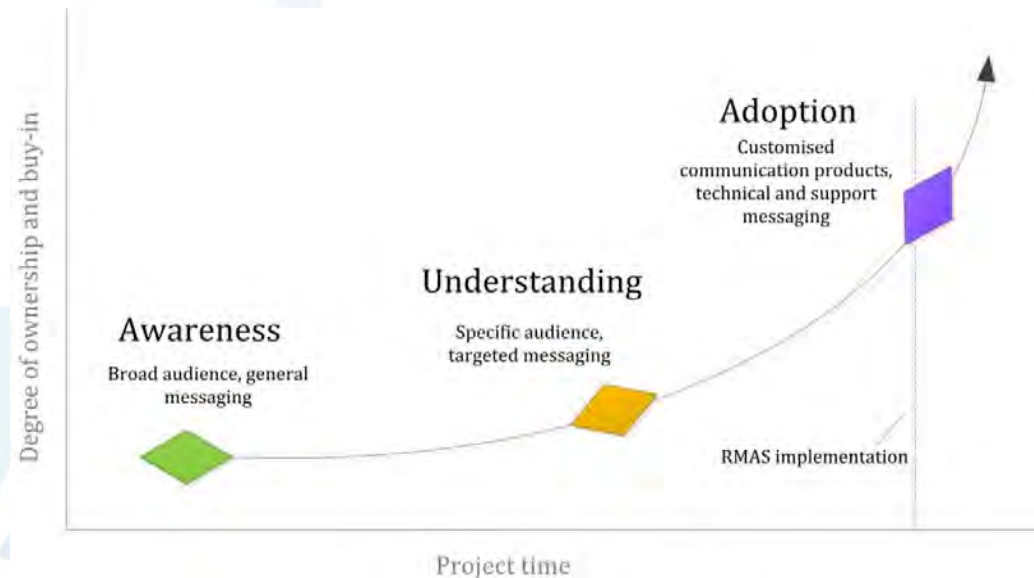 Adoption
Customised
communication products,
technical and support
messaging
Understanding
Specific audience,
targeted messaging
Awareness
Broad audience, general
messaging
Degree of ownership and buy-in
RMAS implementation
Project time